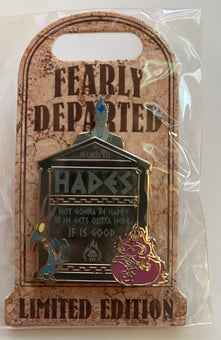 FEARLY
DEPARTED
MCMXCVII
HADES
NOT GONNA BE HAPPY
IF HE GETS OUTTA HERE
IF IS GOOD
LIMITED EDITION